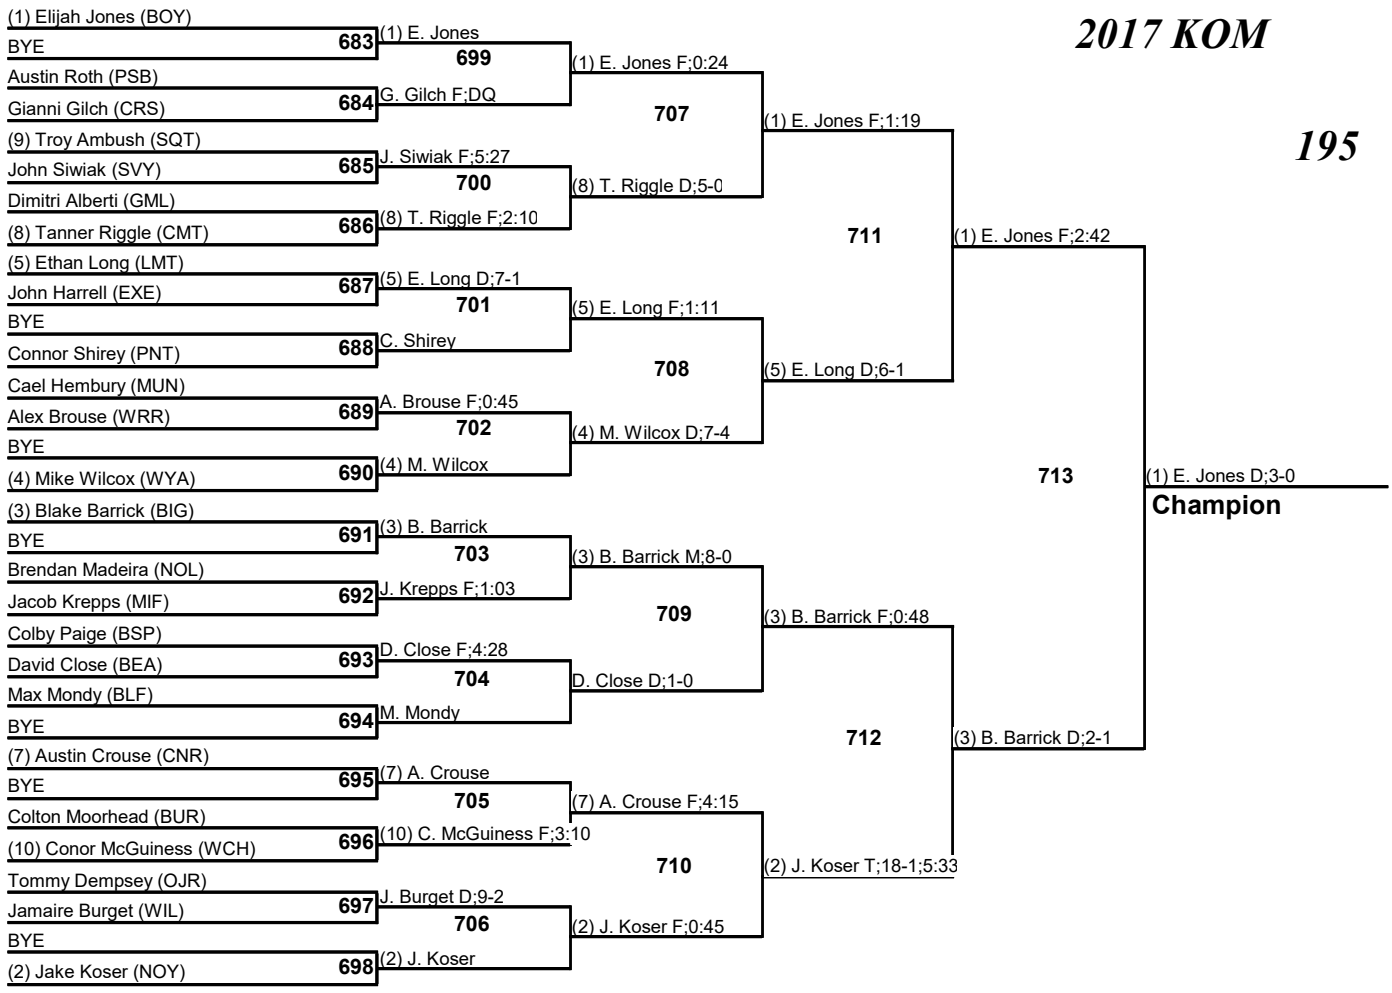 2017 KOM
195
(1) Elijah Jones (BOY)
BYE
Austin Roth (PSB)
Gianni Gilch (CRS)
(9) Troy Ambush (SQT)
John Siwiak (SVY)
Dimitri Alberti (GML)
(8) Tanner Riggle (CMT)
(5) Ethan Long (LMT)
John Harrell (EXE)
BYE
Connor Shirey (PNT)
Cael Hembury (MUN)
Alex Brouse (WRR)
BYE
(4) Mike Wilcox (WYA)
(3) Blake Barrick (BIG)
BYE
Brendan Madeira (NOL)
Jacob Krepps (MIF)
Colby Paige (BSP)
David Close (BEA)
Max Mondy (BLF)
BYE
(7) Austin Crouse (CNR)
BYE
Colton Moorhead (BUR)
(10) Conor McGuiness (WCH)
Tommy Dempsey (OJR)
Jamaire Burget (WIL)
BYE
(2) Jake Koser (NOY)
683
684
685
686
687
688
689
690
691
692
693
694
695
696
697
698
(1) E. Jones
699
G. Gilch F;DQ
J. Siwiak F;5:27
700
(8) T. Riggle F;2:10
(5) E. Long D;7-1
701
C. Shirey
A. Brouse F;0:45
702
(4) M. Wilcox
(3) B. Barrick
703
J. Krepps F;1:03
D. Close F;4:28
704
M. Mondy
(7) A. Crouse
705
(10) C. McGuiness F;3:10
J. Burget D;9-2
706
(2) J. Koser
(1) E. Jones F;0:24
707
(8) T. Riggle D;5-0
(5) E. Long F;1:11
708
(4) M. Wilcox D;7-4
(3) B. Barrick M;8-0
709
D. Close D;1-0
(7) A. Crouse F;4:15
710
(2) J. Koser F;0:45
(1) E. Jones F;1:19
711
(5) E. Long D;6-1
(3) B. Barrick F;0:48
712
(2) J. Koser T;18-1;5:33
(1) E. Jones F;2:42
713
(3) B. Barrick D;2-1
(1) E. Jones D;3-0
Champion